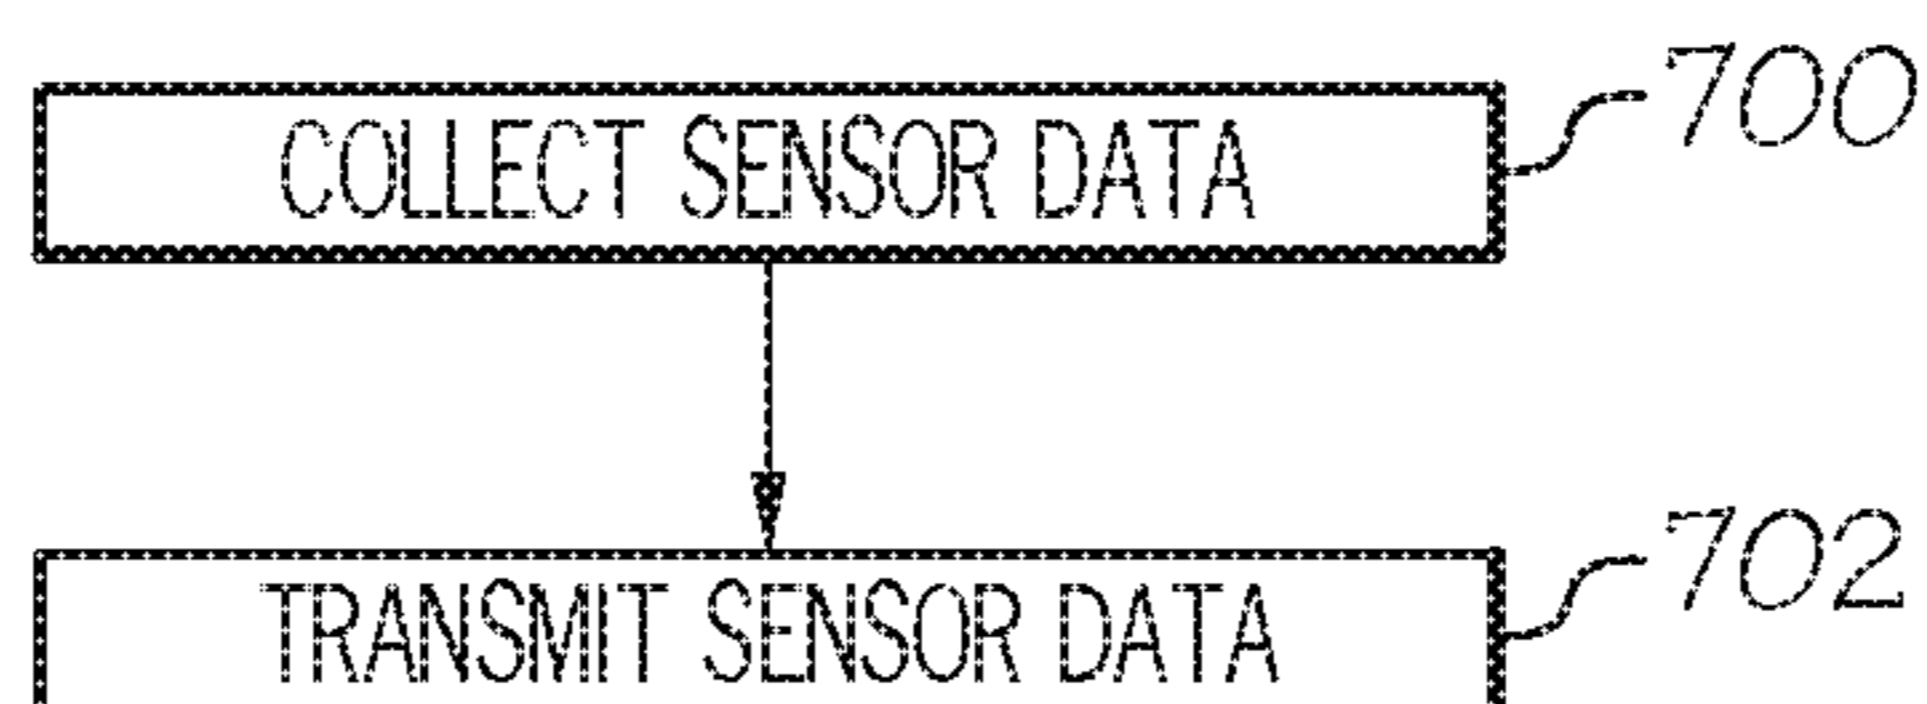 COLLECT SENSOR DATA 700
TRANSMIT SENSOR DATA 702